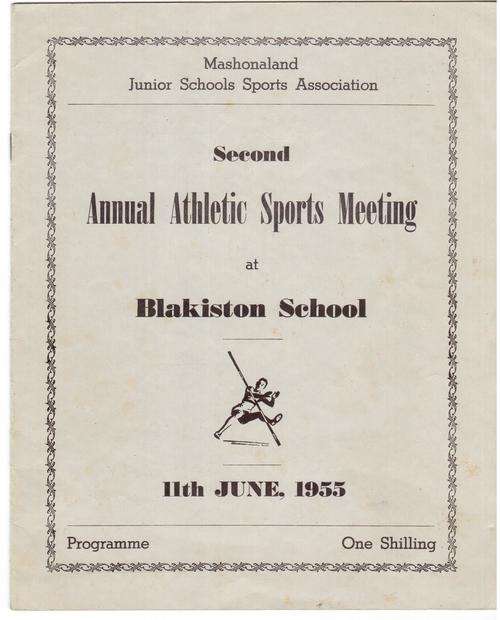 Mashonaland
Junior Schools Sports Association
Second
Annual Athletic Sports Meeting
at
Blakiston School
11th JUNE, 1955
Programme One Shilling